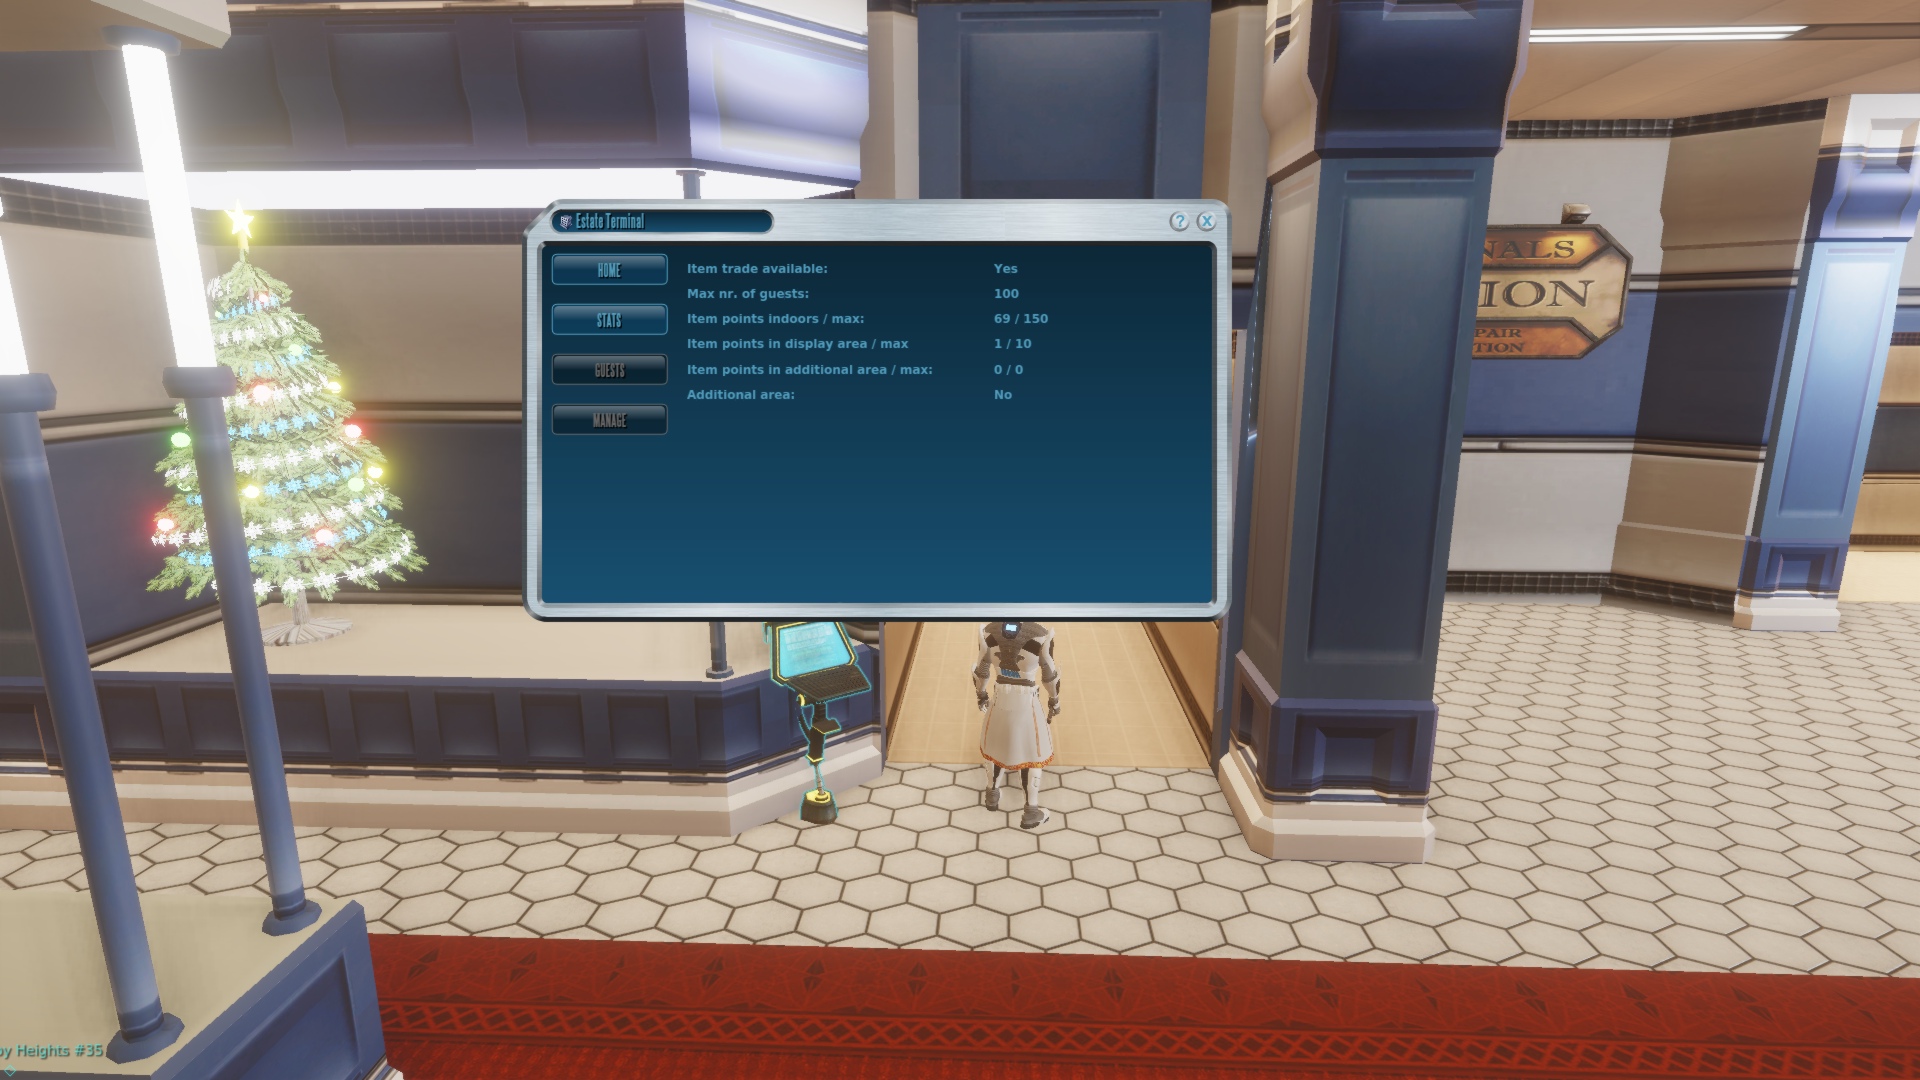 Estate Terminal
?
X
HOME
STATS
GUESTS
MANAGE
Item trade available: Yes
Max nr. of guests: 100
Item points indoors / max: 69 / 150
Item points in display area / max 1 / 10
Item points in additional area / max: 0 / 0
Additional area: No
NALS
ION
PAIR
TION
oy Heights #35